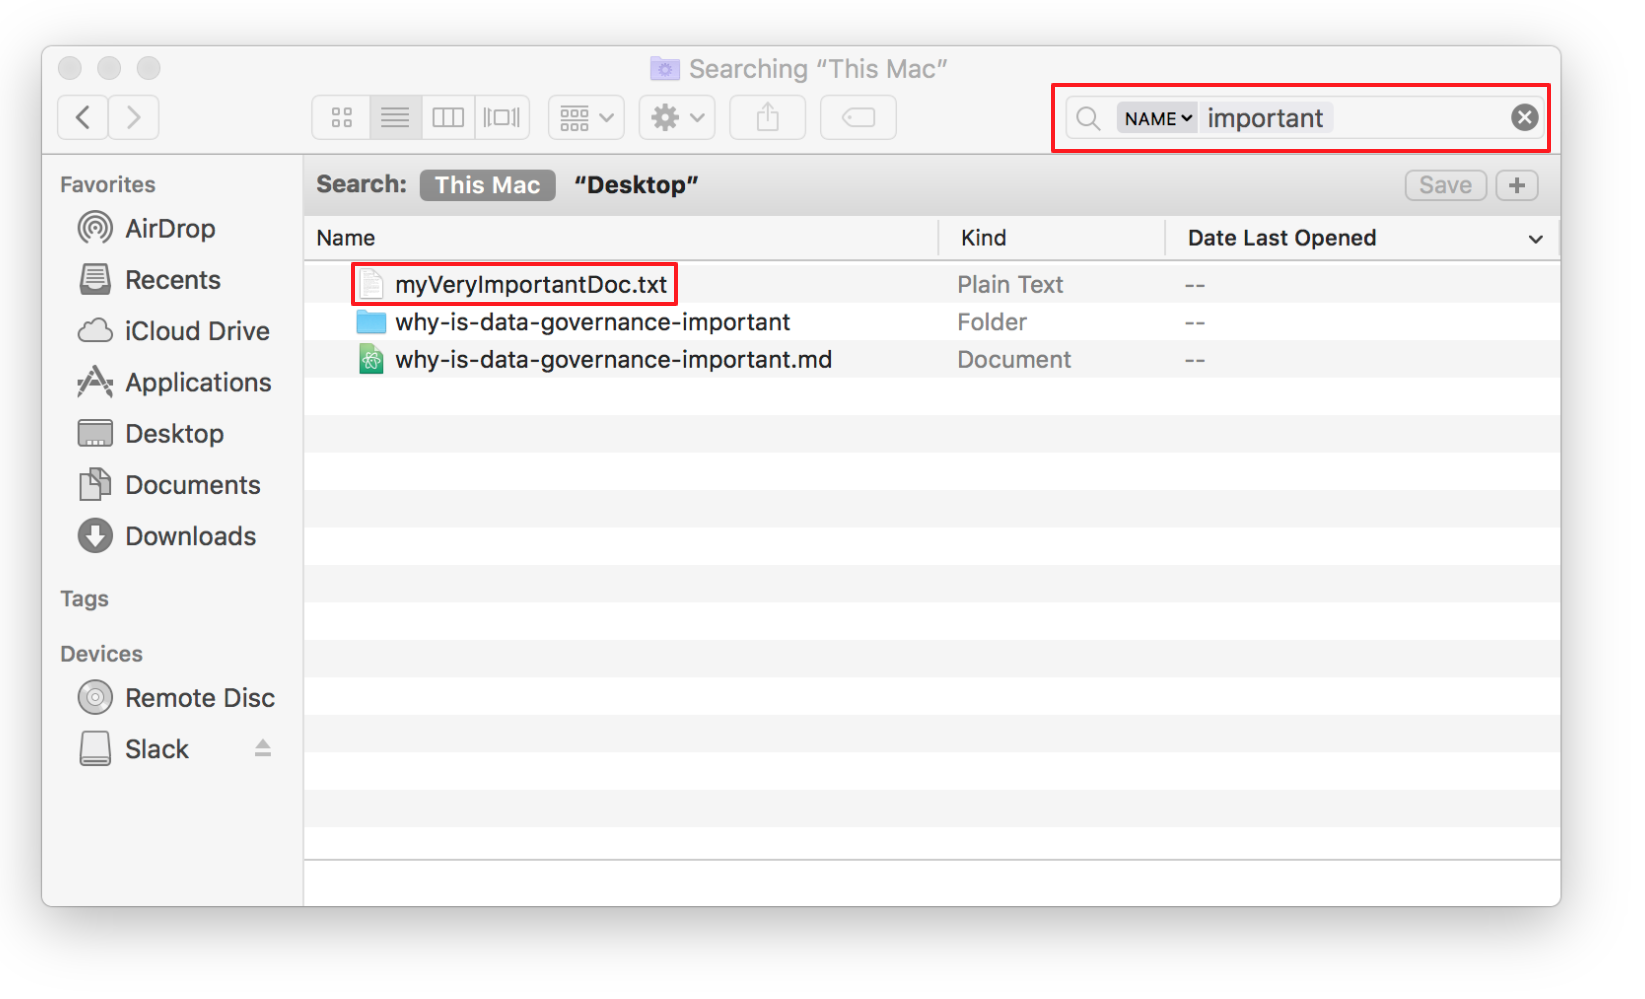 Searching “This Mac”
NAME important
Favorites
AirDrop
Recents
iCloud Drive
Applications
Desktop
Documents
Downloads
Tags
Devices
Remote Disc
Slack
Search: This Mac “Desktop” Save +
Name Kind Date Last Opened
myVeryImportantDoc.txt Plain Text --
why-is-data-governance-important Folder --
why-is-data-governance-important.md Document --